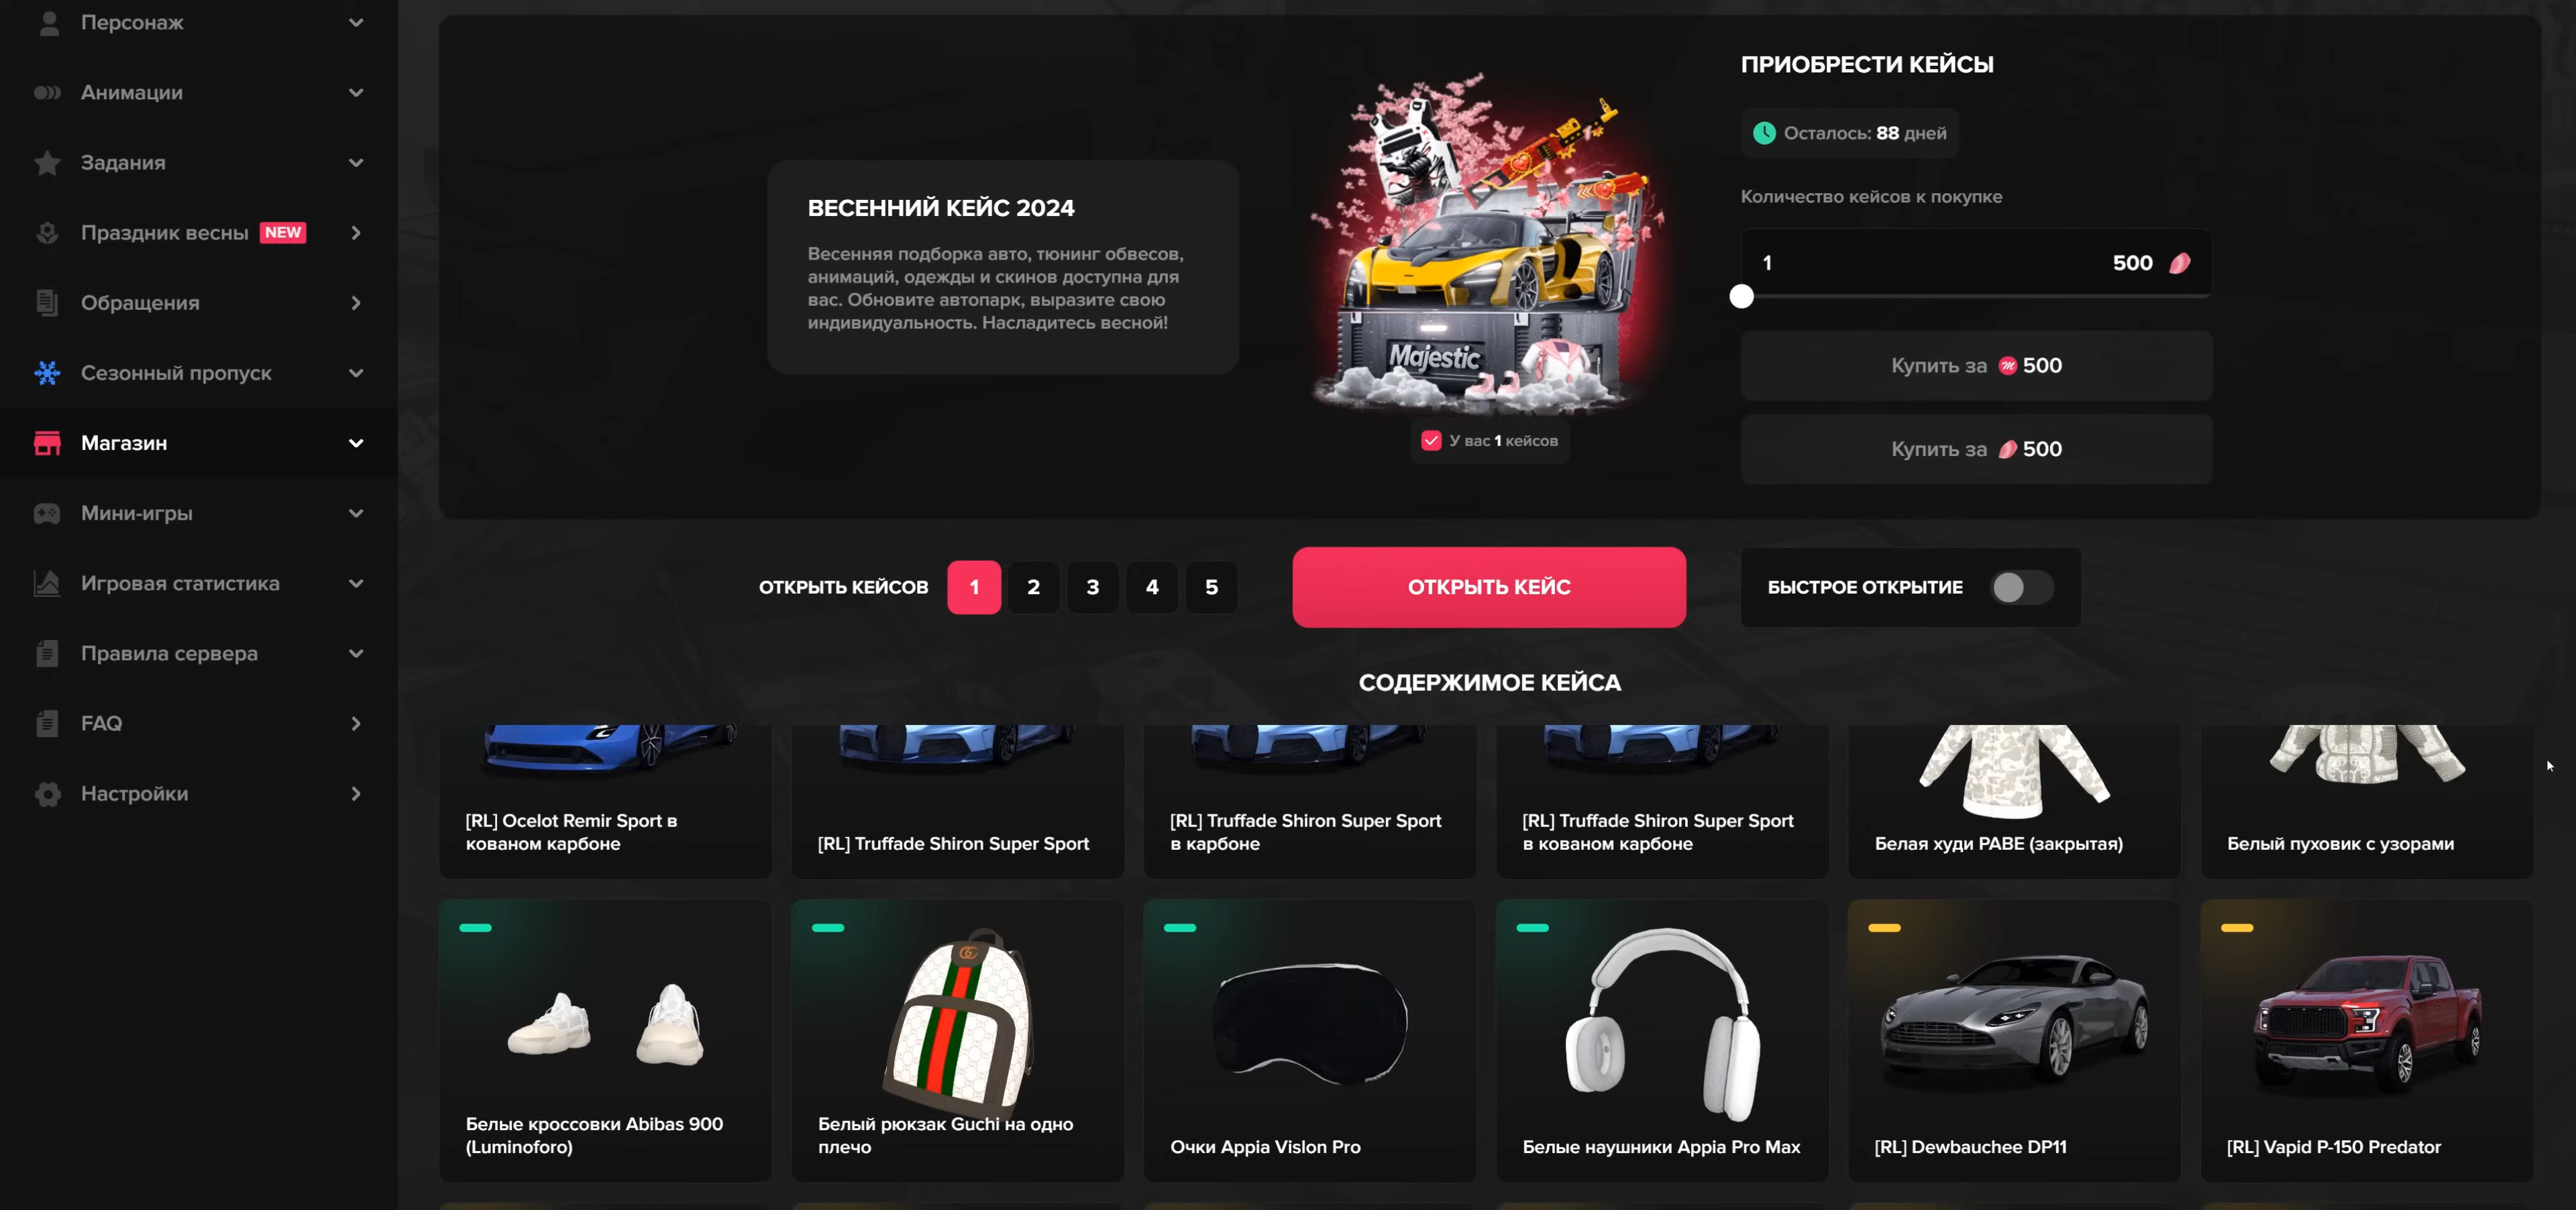 Персонаж
Анимации
Задания
Праздник весны NEW
Обращения
Сезонный пропуск
Магазин
Мини-игры
Игровая статистика
Правила сервера
FAQ
Настройки
ВЕСЕННИЙ КЕЙС 2024
Весенняя подборка авто, тюнинг обвесов,
анимаций, одежды и скинов доступна для
вас. Обновите автопарк, выразите свою
индивидуальность. Насладитесь весной!
Majestic
У вас 1 кейсов
ПРИОБРЕСТИ КЕЙСЫ
Осталось: 88 дней
Количество кейсов к покупке
1 500
Купить за 500
Купить за 500
ОТКРЫТЬ КЕЙСОВ 1 2 3 4 5
ОТКРЫТЬ КЕЙС
БЫСТРОЕ ОТКРЫТИЕ
СОДЕРЖИМОЕ КЕЙСА
[RL] Ocelot Remir Sport в
кованом карбоне
[RL] Truffade Shiron Super Sport
[RL] Truffade Shiron Super Sport
в карбоне
[RL] Truffade Shiron Super Sport
в кованом карбоне
Белая худи PABE (закрытая)
Белый пуховик с узорами
Белые кроссовки Abibas 900
(Luminoforo)
Белый рюкзак Guchi на одно
плечо
Очки Appia Vislon Pro
Белые наушники Appia Pro Max
[RL] Dewbauchee DP11
[RL] Vapid P-150 Predator